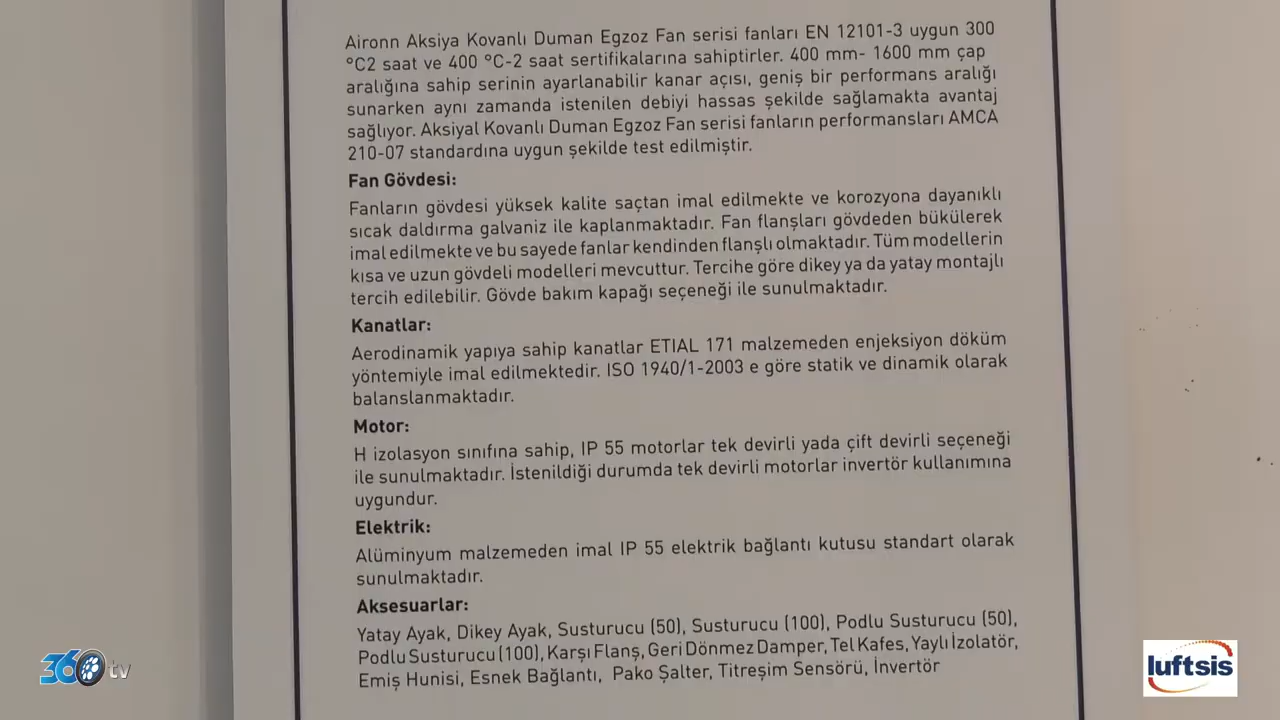 Aironn Aksiya Kovanlı Duman Egzoz Fan serisi fanları EN 12101-3 uygun 300
°C2 saat ve 400 °C-2 saat sertifikalarına sahiptirler. 400 mm- 1600 mm çap
aralığına sahip serinin ayarlanabilir kanar açısı, geniş bir performans aralığı
sunarken aynı zamanda istenilen debiyi hassas şekilde sağlamakta avantaj
sağlıyor. Aksiyal Kovanlı Duman Egzoz Fan serisi fanların performansları AMCA
210-07 standardına uygun şekilde test edilmiştir.
Fan Gövdesi:
Fanların gövdesi yüksek kalite saçtan imal edilmekte ve korozyona dayanıklı
sıcak daldırma galvaniz ile kaplanmaktadır. Fan flanşları gövdeden bükülerek
imal edilmekte ve bu sayede fanlar kendinden flanşlı olmaktadır. Tüm modellerin
kısa ve uzun gövdeli modelleri mevcuttur. Tercihe göre dikey ya da yatay montajlı
tercih edilebilir. Gövde bakım kapağı seçeneği ile sunulmaktadır.
Kanatlar:
Aerodinamik yapıya sahip kanatlar ETIAL 171 malzemeden enjeksiyon döküm
yöntemiyle imal edilmektedir. ISO 1940/1-2003 e göre statik ve dinamik olarak
balanslanmaktadır.
Motor:
H izolasyon sınıfına sahip, IP 55 motorlar tek devirli yada çift devirli seçeneği
ile sunulmaktadır. İstenildiği durumda tek devirli motorlar invertör kullanımına
uygundur.
Elektrik:
Alüminyum malzemeden imal IP 55 elektrik bağlantı kutusu standart olarak
sunulmaktadır.
Aksesuarlar:
Yatay Ayak, Dikey Ayak, Susturucu (50), Susturucu (100), Podlu Susturucu (50),
Podlu Susturucu (100), Karşı Flanş, Geri Dönmez Damper, Tel Kafes, Yaylı İzolatör,
Emiş Hunisi, Esnek Bağlantı, Pako Şalter, Titreşim Sensörü, İnvertör
360 tv
luftsis